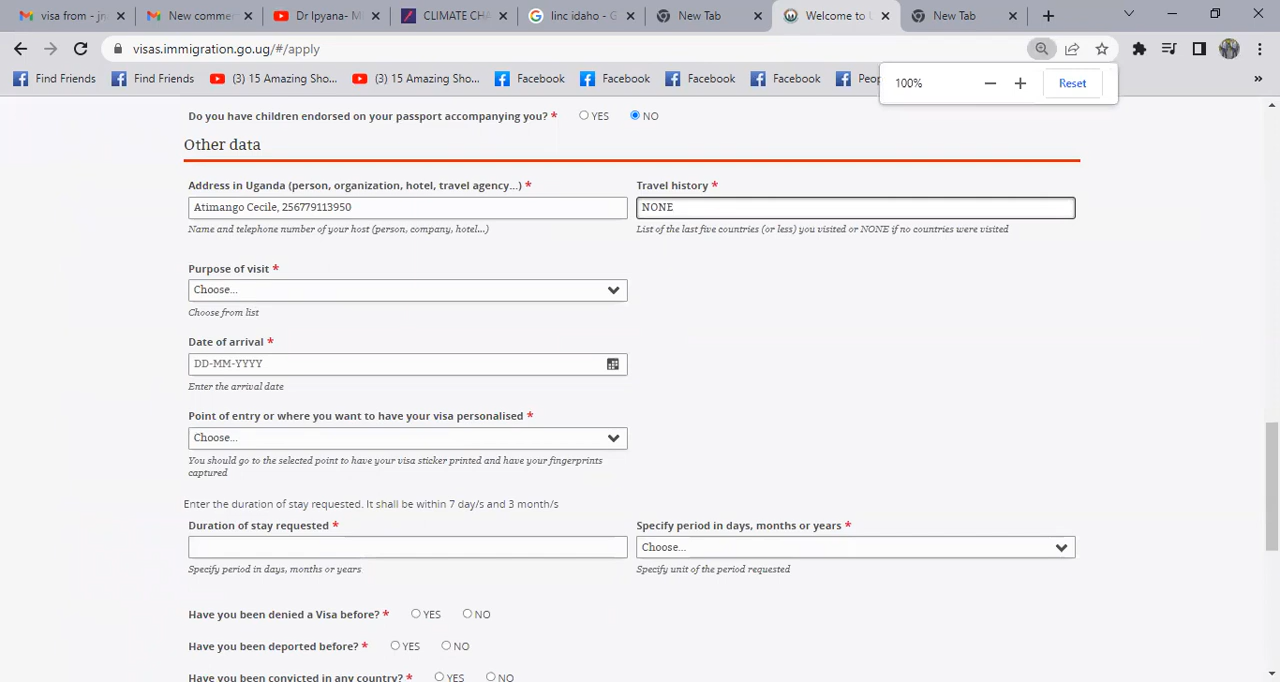 visa from - jn
New commer
Dr Ipyana- M
CLIMATE CHA
linc idaho - G
New Tab
Welcome to U
New Tab
visas.immigration.go.ug/#/apply
Find Friends
Find Friends
(3) 15 Amazing Sho...
(3) 15 Amazing Sho...
Facebook
Facebook
Facebook
Facebook
Peop
»
100%
Reset
Do you have children endorsed on your passport accompanying you? * YES NO
Other data
Address in Uganda (person, organization, hotel, travel agency...) *
Travel history *
Atimango Cecile, 256779113950
NONE
Name and telephone number of your host (person, company, hotel...)
List of the last five countries (or less) you visited or NONE if no countries were visited
Purpose of visit *
Choose...
Choose from list
Date of arrival *
DD-MM-YYYY
Enter the arrival date
Point of entry or where you want to have your visa personalised *
Choose...
You should go to the selected point to have your visa sticker printed and have your fingerprints
captured
Enter the duration of stay requested. It shall be within 7 day/s and 3 month/s
Duration of stay requested *
Specify period in days, months or years *
Choose...
Specify period in days, months or years
Specify unit of the period requested
Have you been denied a Visa before? * YES NO
Have you been deported before? * YES NO
Have you been convicted in any country? * YES NO